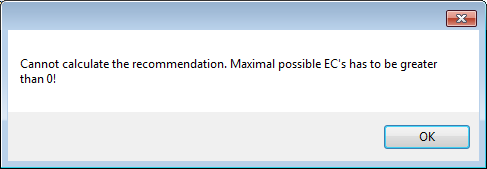 Cannot calculate the recommendation. Maximal possible EC's has to be greater
than 0!
OK